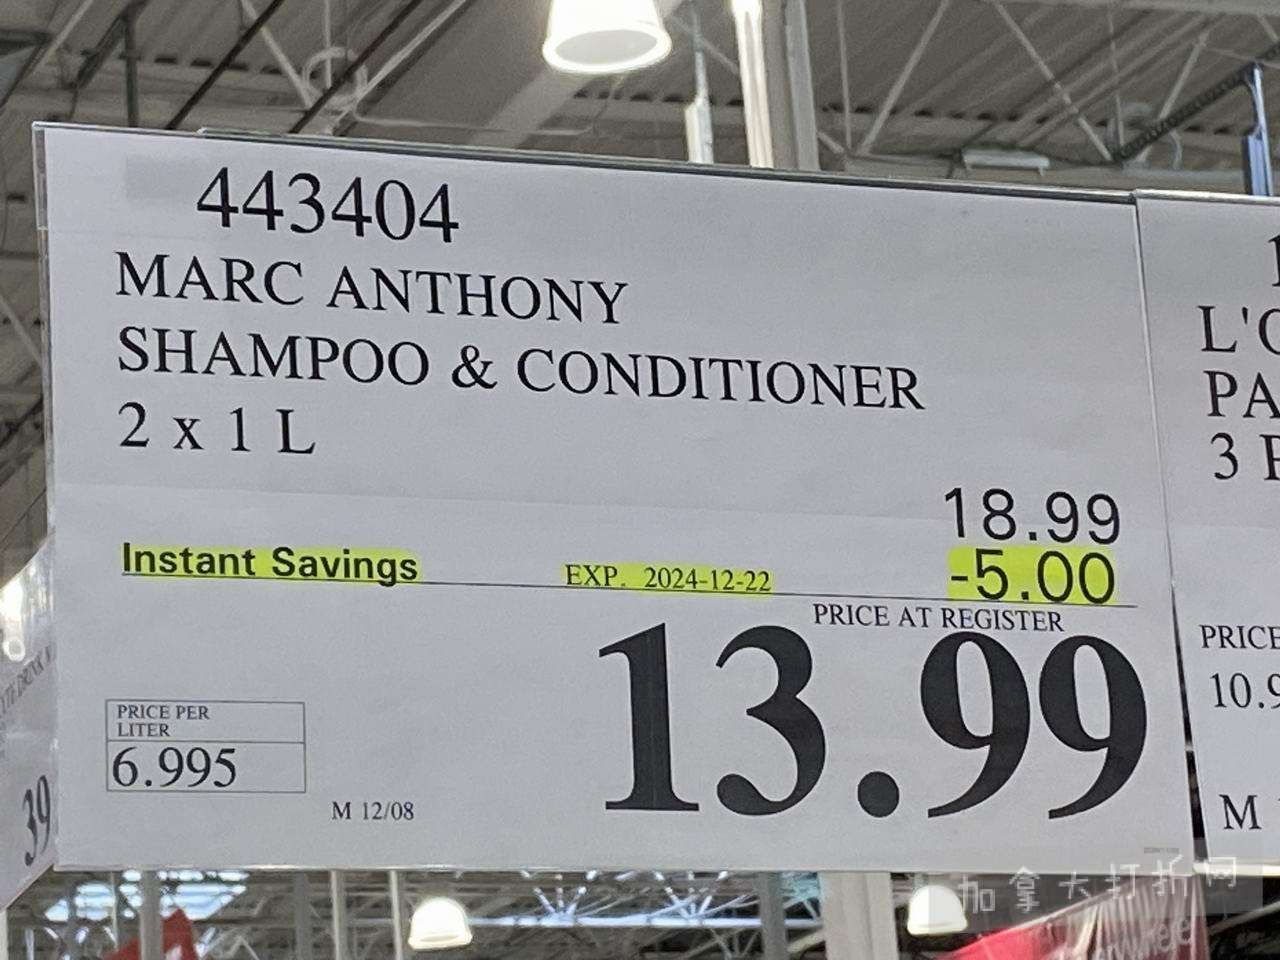 443404
MARC ANTHONY
SHAMPOO & CONDITIONER
2 x 1 L
18.99
Instant Savings EXP. 2024-12-22 -5.00
PRICE AT REGISTER
13.99
PRICE PER
LITER
6.995
M 12/08
L'O
PA
3
PRICE
10.9
M
39
加拿大打折网